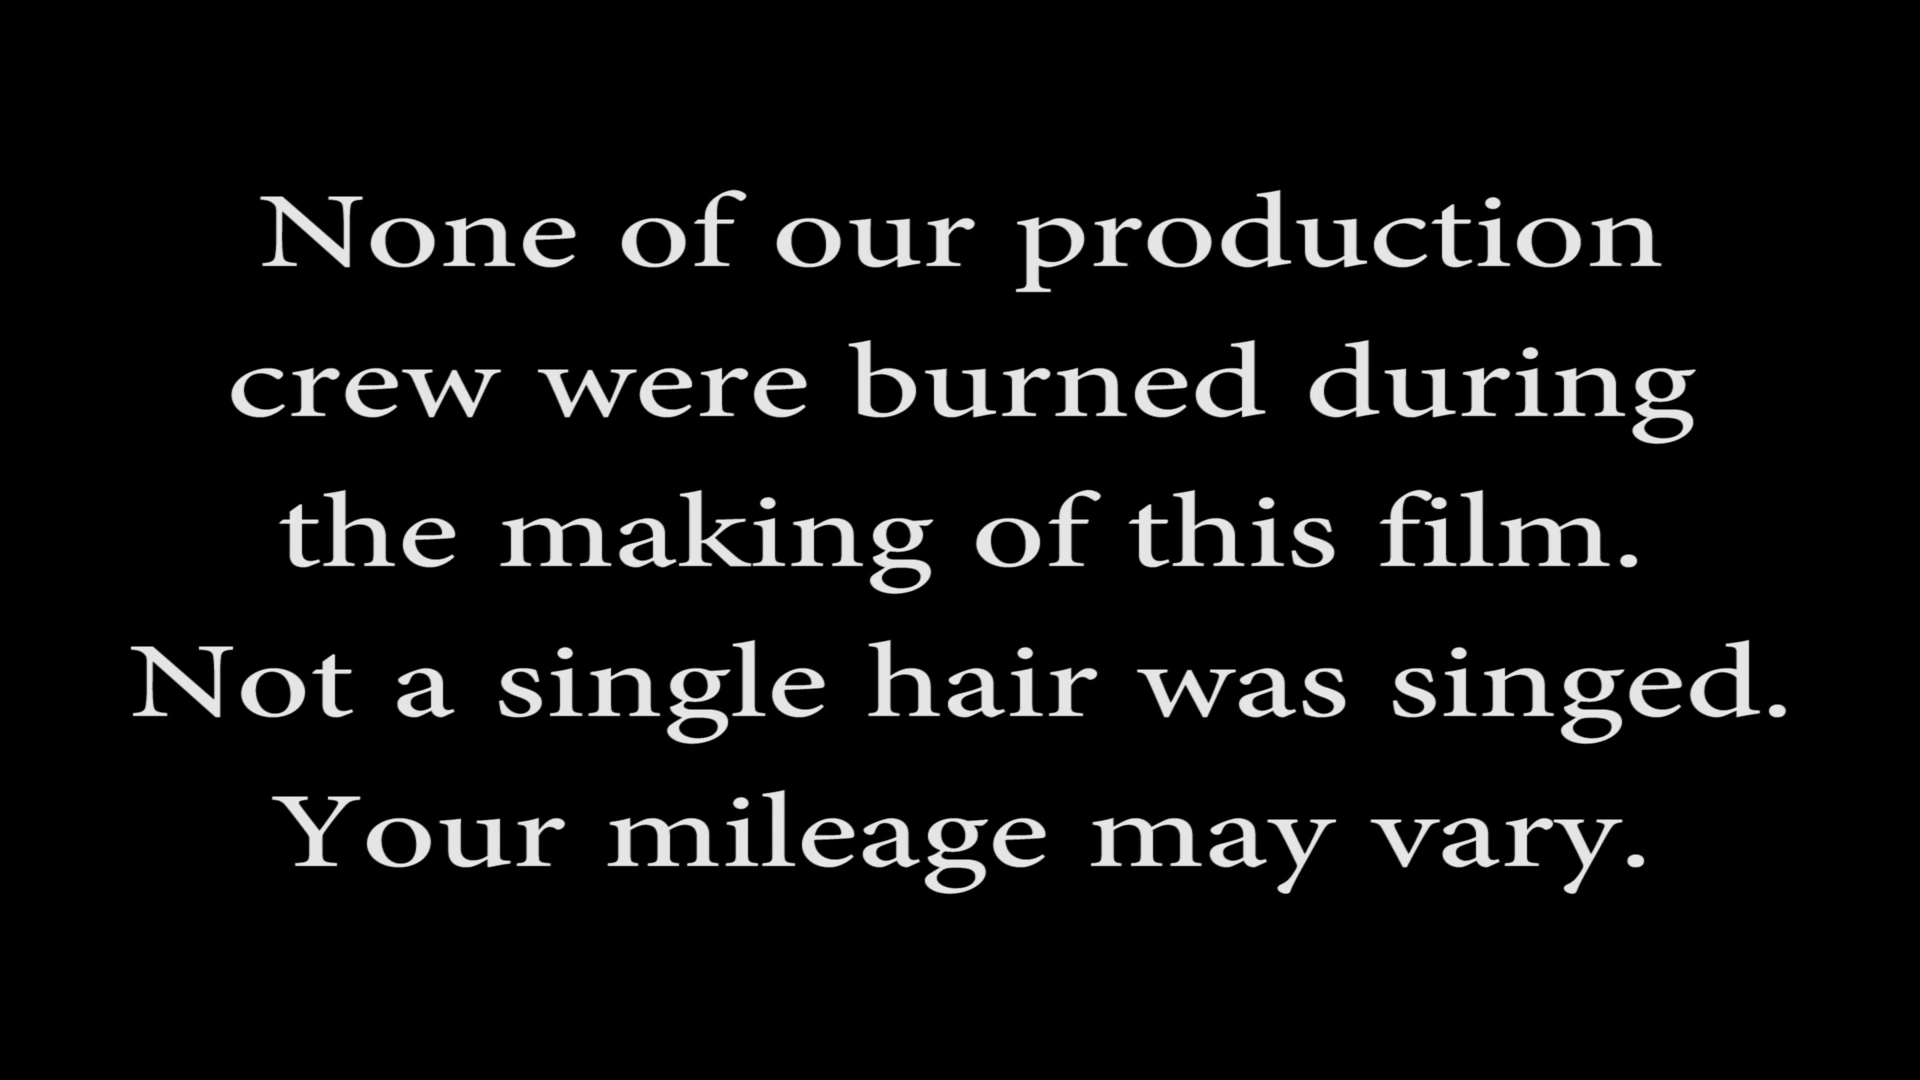 None of our production
crew were burned during
the making of this film.
Not a single hair was singed.
Your mileage may vary.